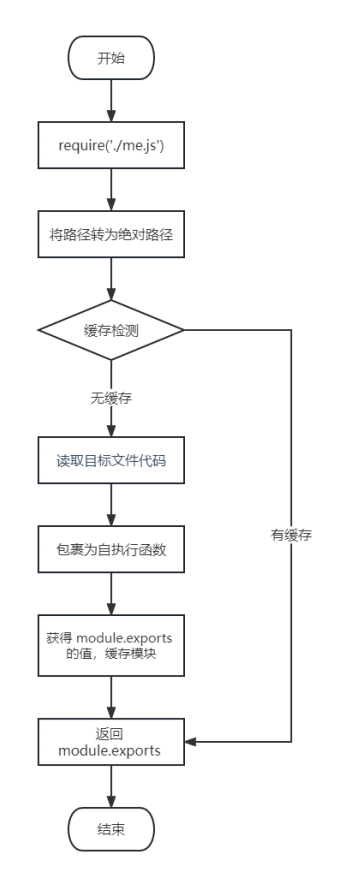 开始
require('./me.js')
将路径转为绝对路径
缓存检测
无缓存
读取目标文件代码
有缓存
包裹为自执行函数
获得 module.exports
的值，缓存模块
返回
module.exports
结束